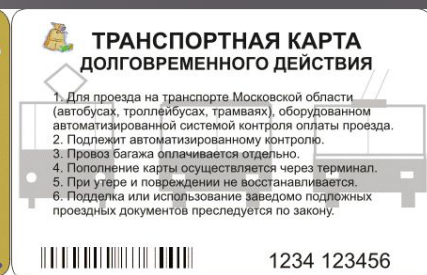 ТРАНСПОРТНАЯ КАРТА
ДОЛГОВРЕМЕННОГО ДЕЙСТВИЯ
1. Для проезда на транспорте Московской области
(автобусах, троллейбусах, трамваях), оборудованном
автоматизированной системой контроля оплаты проезда.
2. Подлежит автоматизированному контролю.
3. Провоз багажа оплачивается отдельно.
4. Пополнение карты осуществляется через терминал.
5. При утере и повреждении не восстанавливается.
6. Подделка или использование заведомо подложных
проездных документов преследуется по закону.
1234 123456